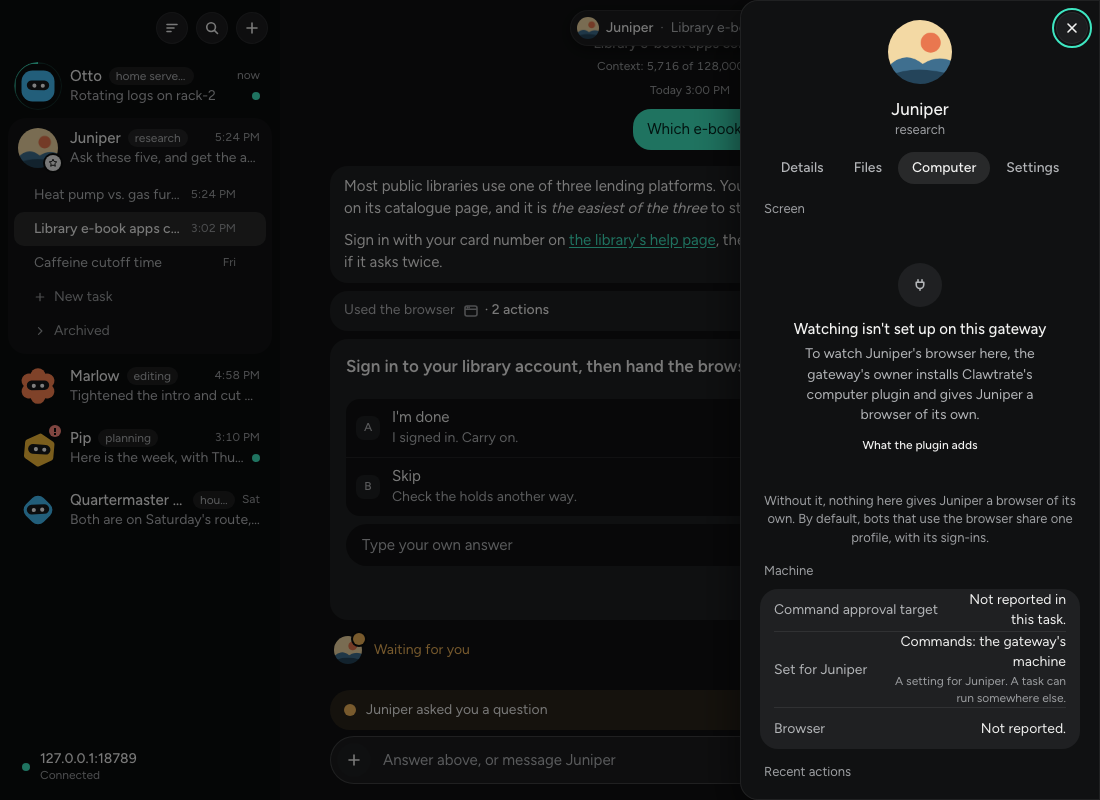 Otto home serve... now
Rotating logs on rack-2
Juniper research 5:24 PM
Ask these five, and get the a...
Heat pump vs. gas fur... 5:24 PM
Library e-book apps c... 3:02 PM
Caffeine cutoff time Fri
New task
Archived
Marlow editing 4:58 PM
Tightened the intro and cut ...
Pip planning 3:10 PM
Here is the week, with Thu...
Quartermaster ... hou... Sat
Both are on Saturday's route,...
127.0.0.1:18789
Connected
Juniper · Library e-b
Context: 5,716 of 128,000
Today 3:00 PM
Which e-book
Most public libraries use one of three lending platforms. You
on its catalogue page, and it is the easiest of the three to st
Sign in with your card number on the library's help page, the
if it asks twice.
Used the browser · 2 actions
Sign in to your library account, then hand the brows
A I'm done
I signed in. Carry on.
B Skip
Check the holds another way.
Type your own answer
Waiting for you
Juniper asked you a question
Answer above, or message Juniper
Juniper
research
Details Files Computer Settings
Screen
Watching isn't set up on this gateway
To watch Juniper's browser here, the
gateway's owner installs Clawtrate's
computer plugin and gives Juniper a
browser of its own.
What the plugin adds
Without it, nothing here gives Juniper a browser of its
own. By default, bots that use the browser share one
profile, with its sign-ins.
Machine
Command approval target Not reported in
this task.
Set for Juniper Commands: the gateway's
machine
A setting for Juniper. A task can
run somewhere else.
Browser Not reported.
Recent actions